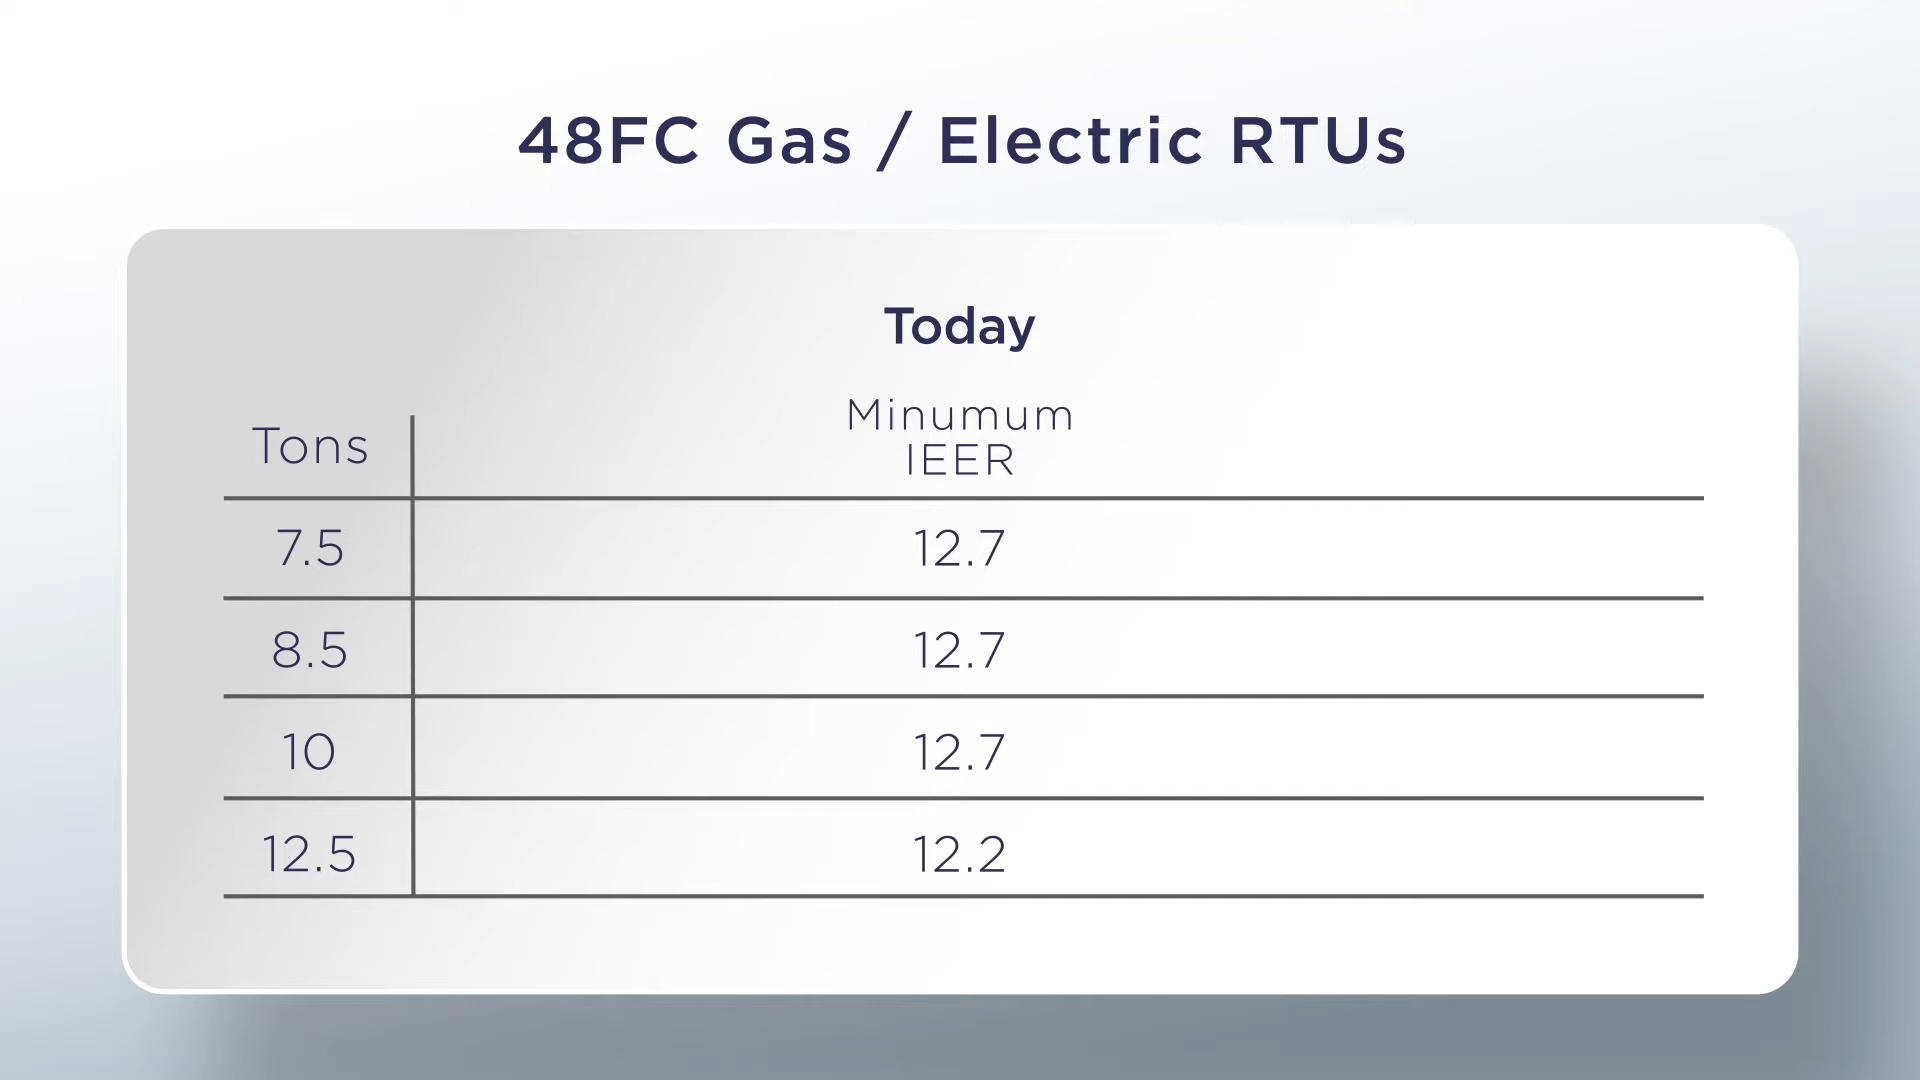 48FC Gas / Electric RTUs
Today
Tons
Minumum
IEER
7.5 12.7
8.5 12.7
10 12.7
12.5 12.2